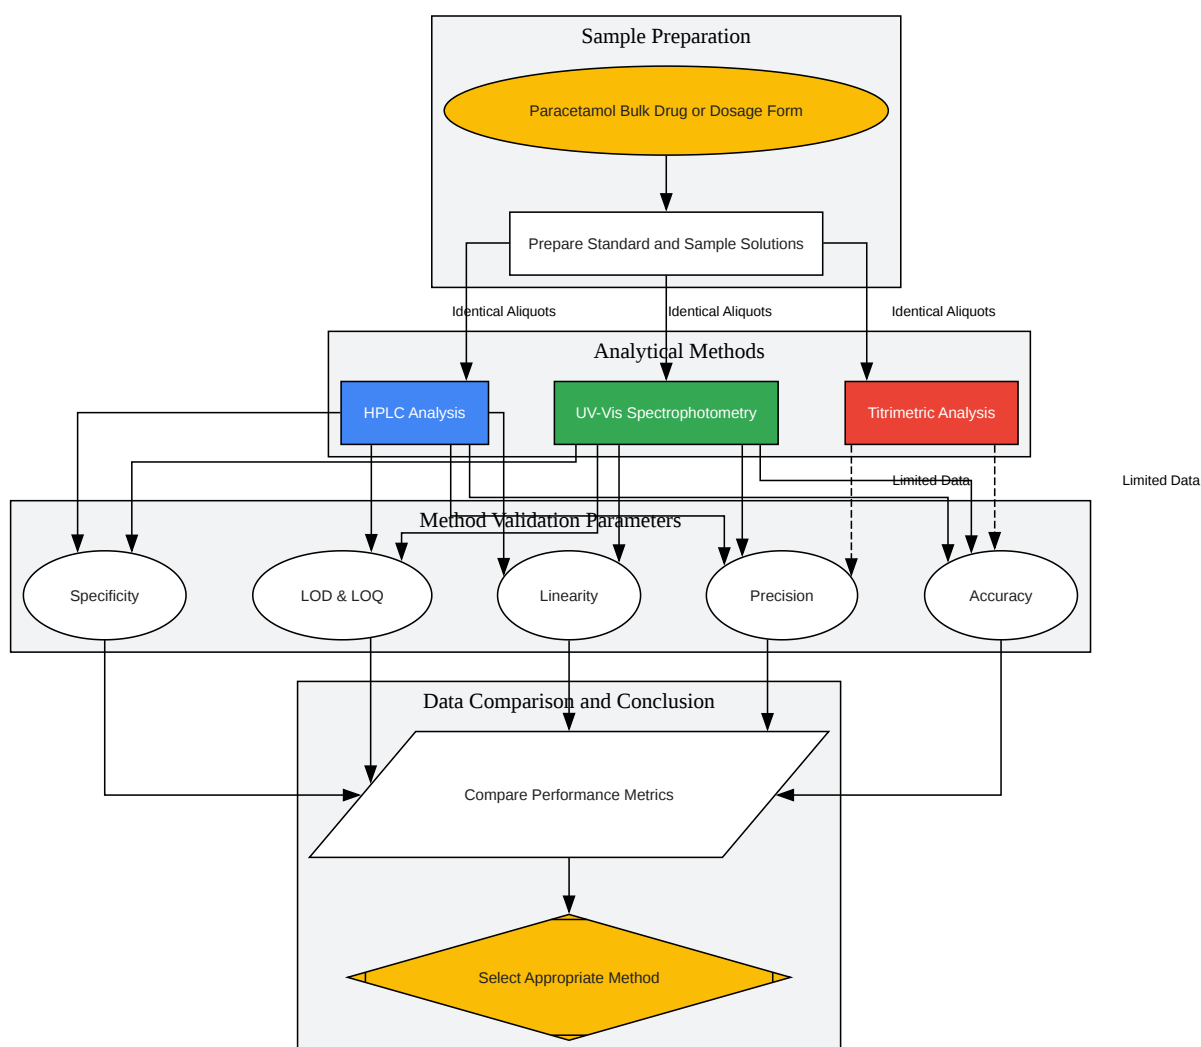 Sample Preparation
Paracetamol Bulk Drug or Dosage Form
Prepare Standard and Sample Solutions
Identical Aliquots
Identical Aliquots
Identical Aliquots
Analytical Methods
HPLC Analysis
UV-Vis Spectrophotometry
Titrimetric Analysis
Limited Data
Limited Data
Method Validation Parameters
Specificity
LOD & LOQ
Linearity
Precision
Accuracy
Data Comparison and Conclusion
Compare Performance Metrics
Select Appropriate Method